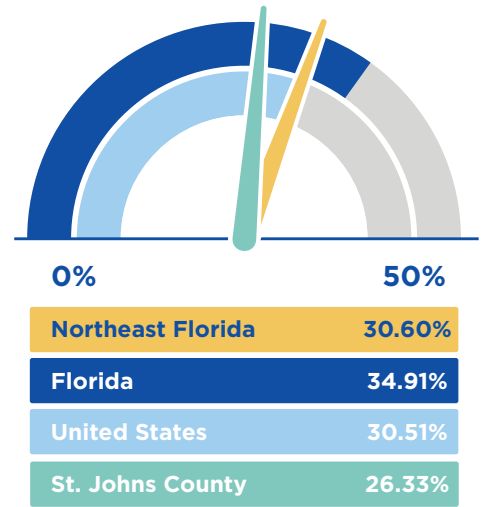 0% 50%
Northeast Florida 30.60%
Florida 34.91%
United States 30.51%
St. Johns County 26.33%